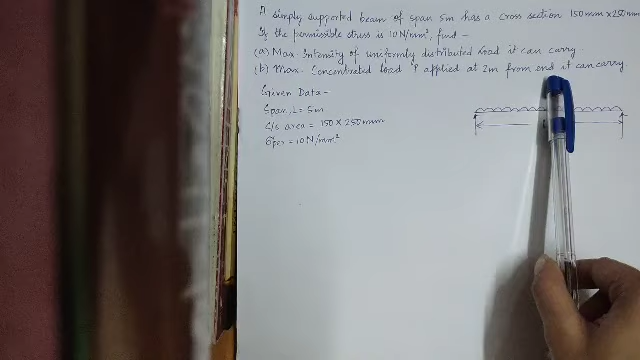 A simply supported beam of span 5m has a cross section 150mm x 250mm
If the permissible stress is 10 N/mm², find -
(a) Max. Intensity of uniformly distributed load it can carry.
(b) Max. Concentrated load 'P' applied at 2m from end it can carry.
Given Data-
Span, L = 5m
C/s area = 150 x 250mm
σper = 10 N/mm²